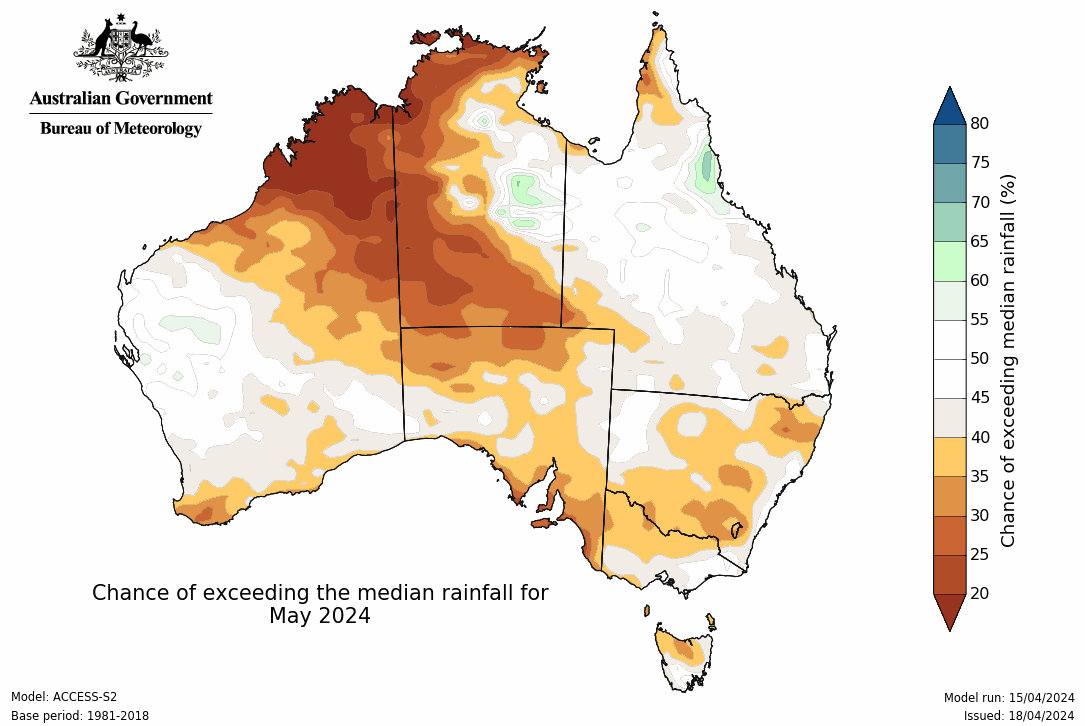 Australian Government
Bureau of Meteorology
80
75
70
65
60
55
50
45
40
35
30
25
20
Chance of exceeding median rainfall (%)
Chance of exceeding the median rainfall for
May 2024
Model: ACCESS-S2
Base period: 1981-2018
Model run: 15/04/2024
Issued: 18/04/2024